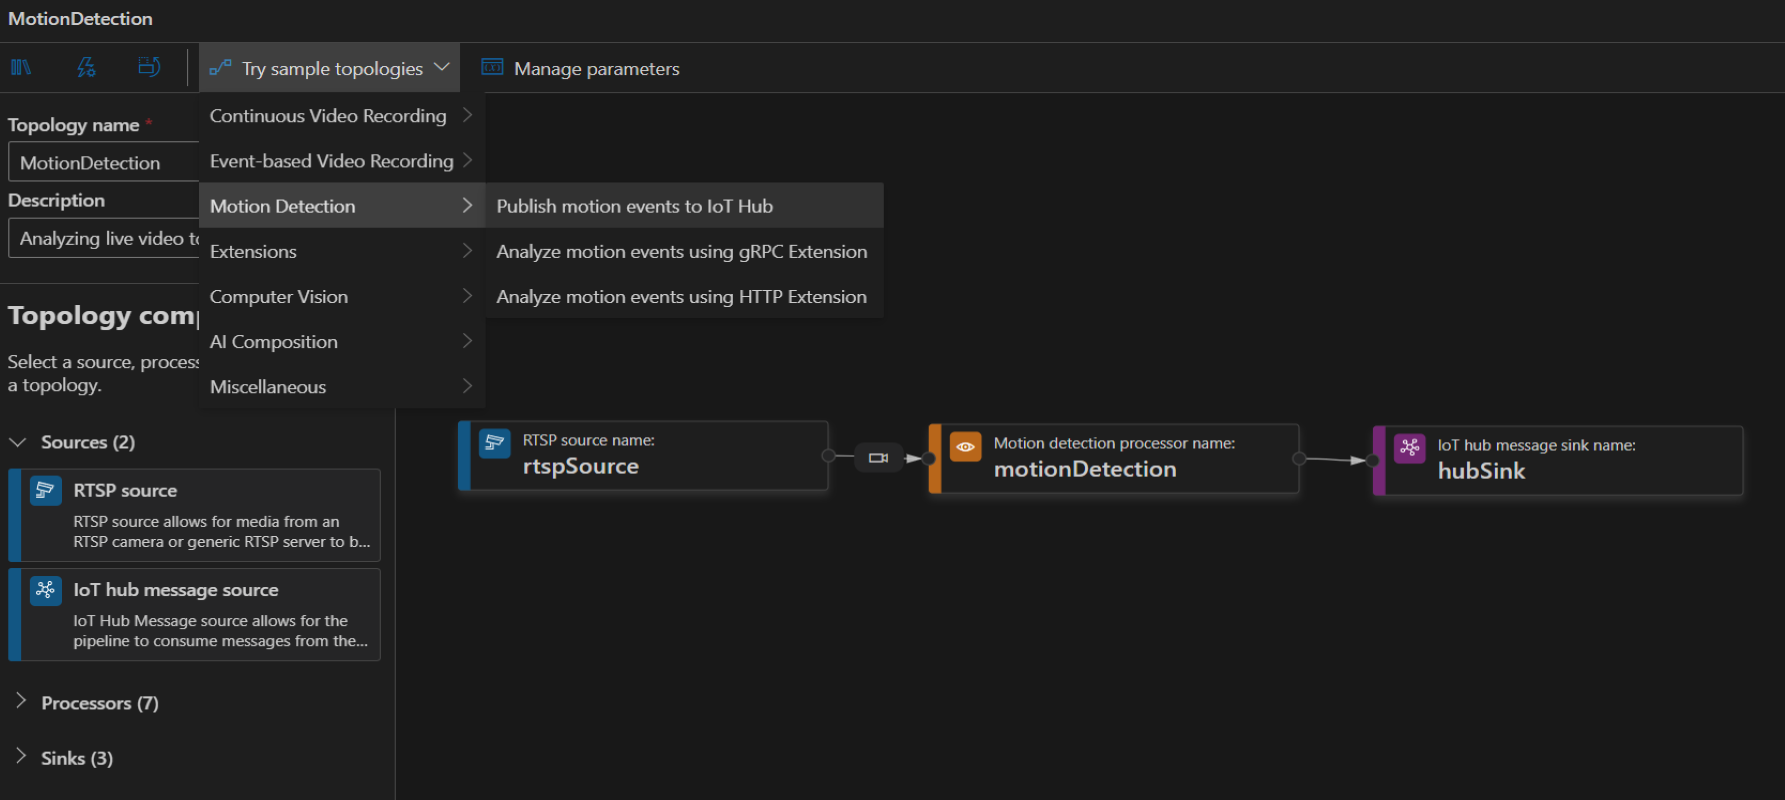 MotionDetection
Try sample topologies
Manage parameters
Topology name *
MotionDetection
Description
Analyzing live video to
Continuous Video Recording
Event-based Video Recording
Motion Detection
Extensions
Computer Vision
AI Composition
Miscellaneous
Publish motion events to IoT Hub
Analyze motion events using gRPC Extension
Analyze motion events using HTTP Extension
Topology comp
Select a source, process
a topology.
Sources (2)
RTSP source
RTSP source allows for media from an
RTSP camera or generic RTSP server to b...
IoT hub message source
IoT Hub Message source allows for the
pipeline to consume messages from the...
Processors (7)
Sinks (3)
RTSP source name:
rtspSource
Motion detection processor name:
motionDetection
IoT hub message sink name:
hubSink